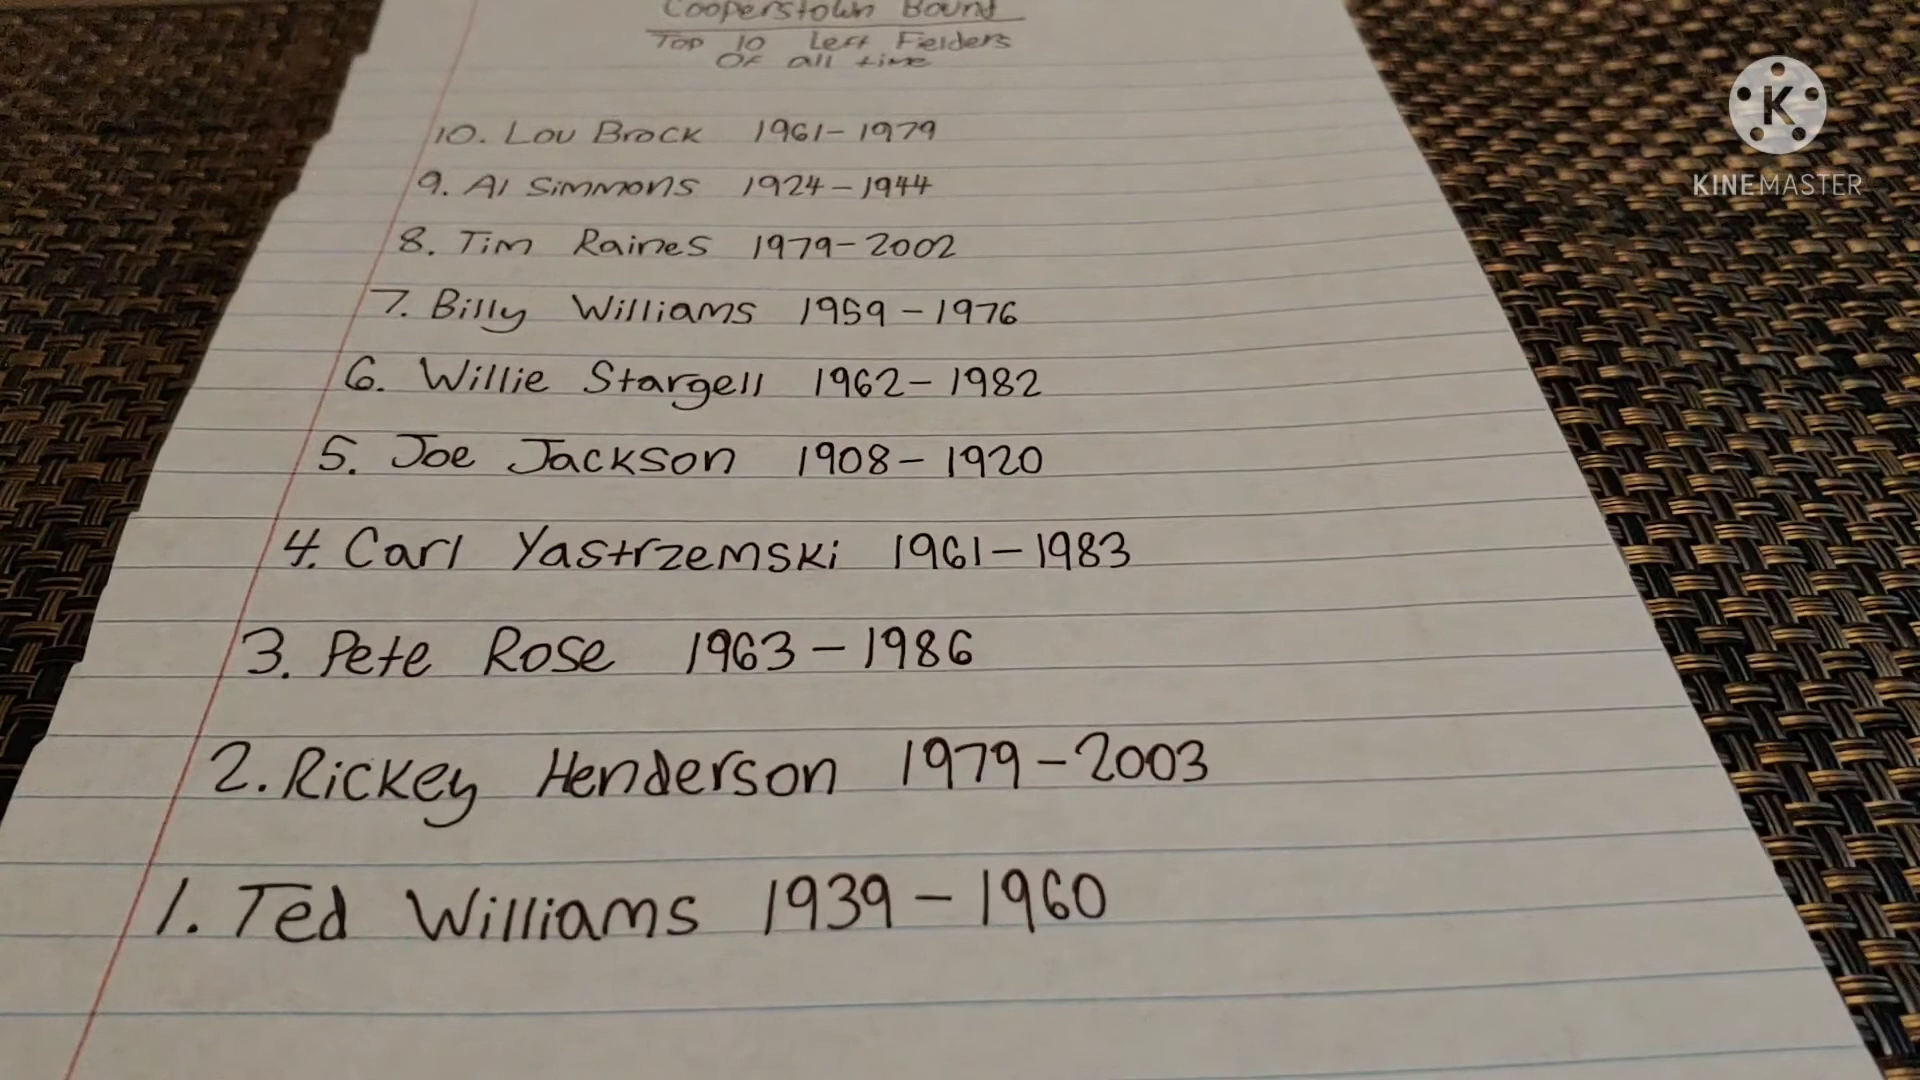 Cooperstown Bound
Top 10 Left Fielders
Of all time
10. Lou Brock 1961-1979
9. Al Simmons 1924-1944
8. Tim Raines 1979-2002
7. Billy Williams 1959-1976
6. Willie Stargell 1962-1982
5. Joe Jackson 1908-1920
4. Carl Yastrzemski 1961-1983
3. Pete Rose 1963-1986
2. Rickey Henderson 1979-2003
1. Ted Williams 1939-1960
K
KINEMASTER